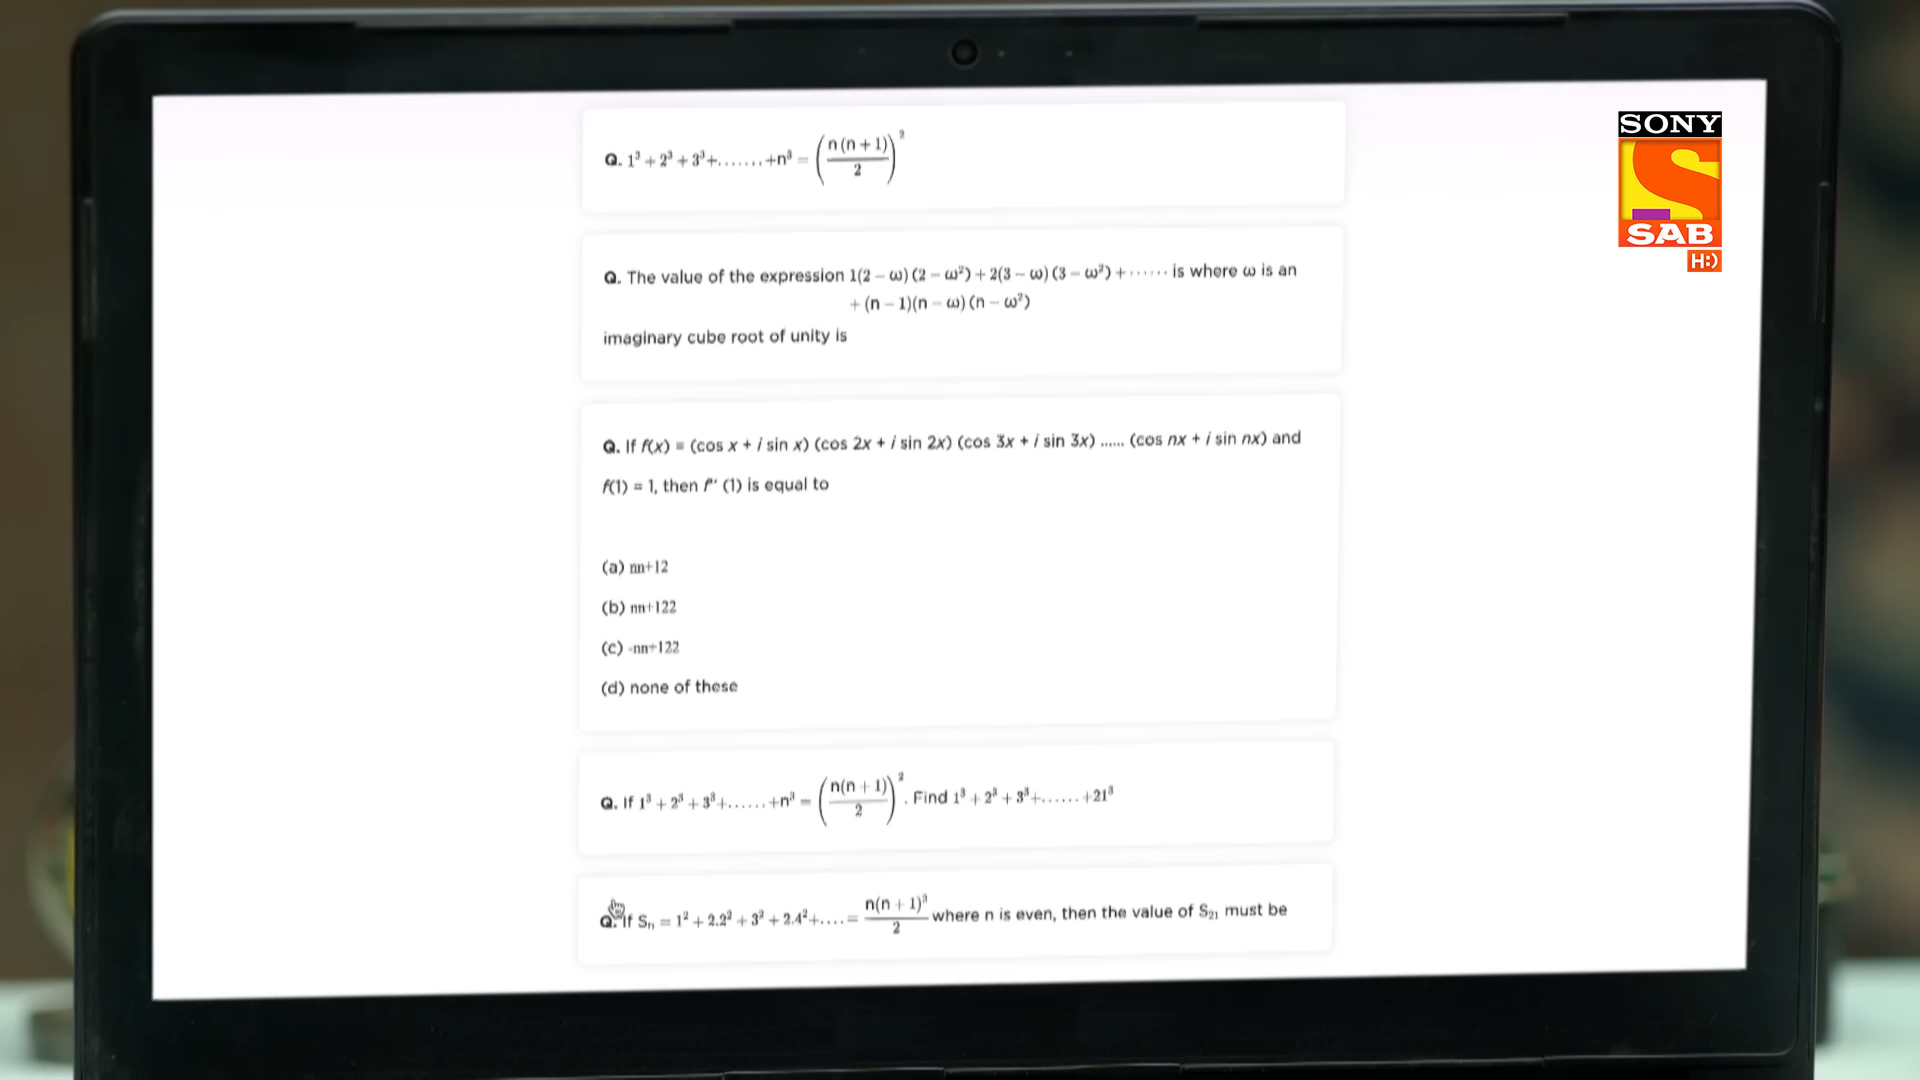 SONY
SAB
H:)
Q. 1³ + 2³ + 3³+.......+n³ = (n(n+1)/2)²
Q. The value of the expression 1(2 − ω)(2 − ω²) + 2(3 − ω)(3 − ω²) + ······ is where ω is an
+ (n − 1)(n − ω)(n − ω²)
imaginary cube root of unity is
Q. If f(x) = (cos x + i sin x) (cos 2x + i sin 2x) (cos 3x + i sin 3x) ...... (cos nx + i sin nx) and
f(1) = 1, then f'' (1) is equal to
(a) nn+12
(b) nn+122
(c) -nn+122
(d) none of these
Q. If 1³ + 2³ + 3³+......+n³ = (n(n + 1)/2)². Find 1³ + 2³ + 3³+......+21³
Q. If Sₙ = 1² + 2.2² + 3² + 2.4²+....= n(n + 1)²/2 where n is even, then the value of S₂₁ must be